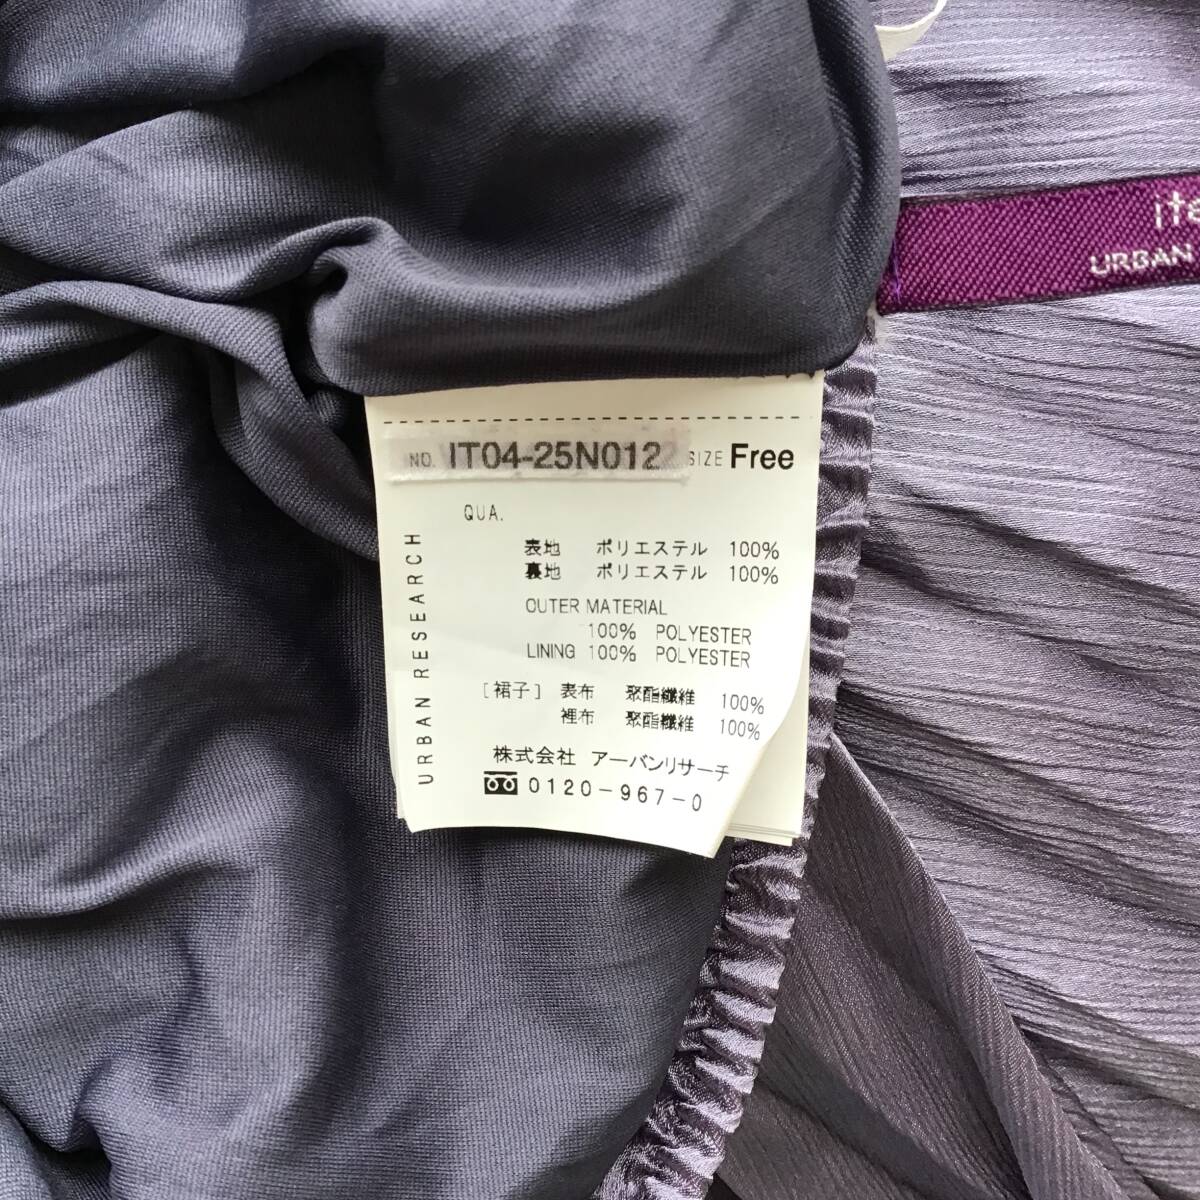 ita
URBAN
NO. IT04-25N012 SIZE Free
QUA.
表地 ポリエステル 100%
裏地 ポリエステル 100%
OUTER MATERIAL
100% POLYESTER
LINING 100% POLYESTER
[裙子] 表布 聚酯纖維 100%
裡布 聚酯纖維 100%
株式会社 アーバンリサーチ
0120-967-0
URBAN RESEARCH